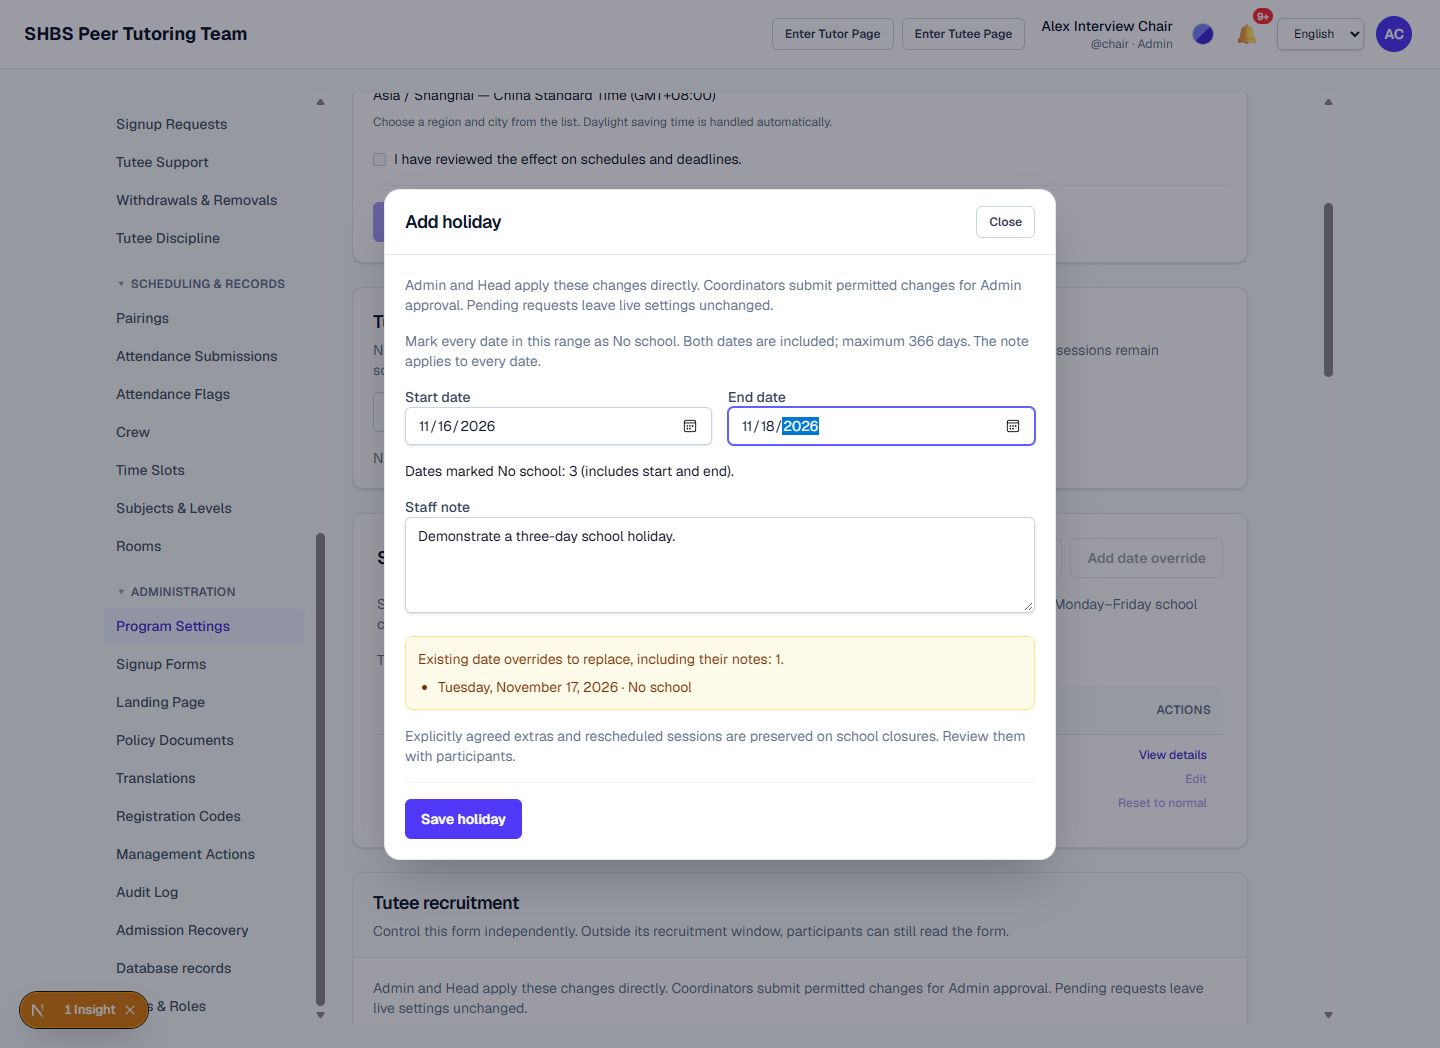 SHBS Peer Tutoring Team
Enter Tutor Page
Enter Tutee Page
Alex Interview Chair
@chair · Admin
9+
English
AC
Signup Requests
Tutee Support
Withdrawals & Removals
Tutee Discipline
SCHEDULING & RECORDS
Pairings
Attendance Submissions
Attendance Flags
Crew
Time Slots
Subjects & Levels
Rooms
ADMINISTRATION
Program Settings
Signup Forms
Landing Page
Policy Documents
Translations
Registration Codes
Management Actions
Audit Log
Admission Recovery
Database records
s & Roles
N
1 Insight
Asia / Shanghai — China Standard Time (GMT+08:00)
Choose a region and city from the list. Daylight saving time is handled automatically.
I have reviewed the effect on schedules and deadlines.
Add holiday
Close
Admin and Head apply these changes directly. Coordinators submit permitted changes for Admin
approval. Pending requests leave live settings unchanged.
Mark every date in this range as No school. Both dates are included; maximum 366 days. The note
applies to every date.
Start date
End date
11/16/2026
11/18/2026
Dates marked No school: 3 (includes start and end).
Staff note
Demonstrate a three-day school holiday.
Existing date overrides to replace, including their notes: 1.
• Tuesday, November 17, 2026 · No school
Explicitly agreed extras and rescheduled sessions are preserved on school closures. Review them
with participants.
Save holiday
sessions remain
Add date override
Monday–Friday school
ACTIONS
View details
Edit
Reset to normal
Tutee recruitment
Control this form independently. Outside its recruitment window, participants can still read the form.
Admin and Head apply these changes directly. Coordinators submit permitted changes for Admin approval. Pending requests leave
live settings unchanged.